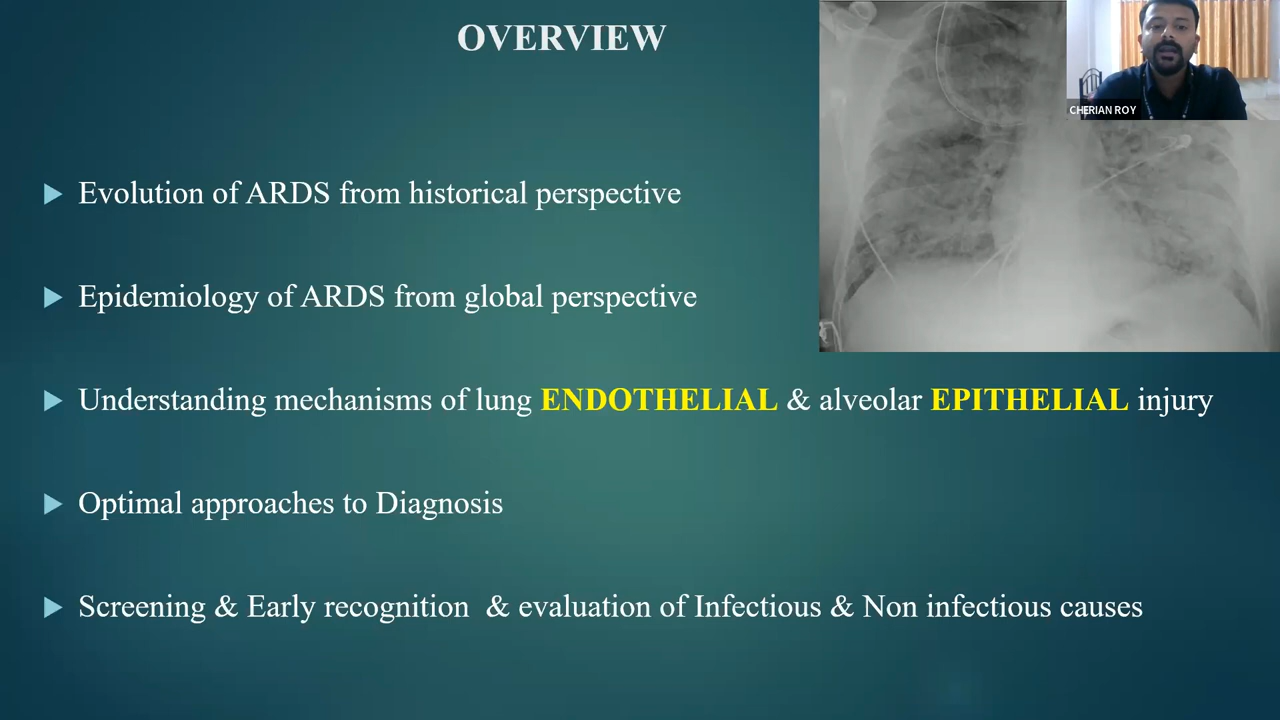 OVERVIEW
CHERIAN ROY
Evolution of ARDS from historical perspective
Epidemiology of ARDS from global perspective
Understanding mechanisms of lung ENDOTHELIAL & alveolar EPITHELIAL injury
Optimal approaches to Diagnosis
Screening & Early recognition & evaluation of Infectious & Non infectious causes